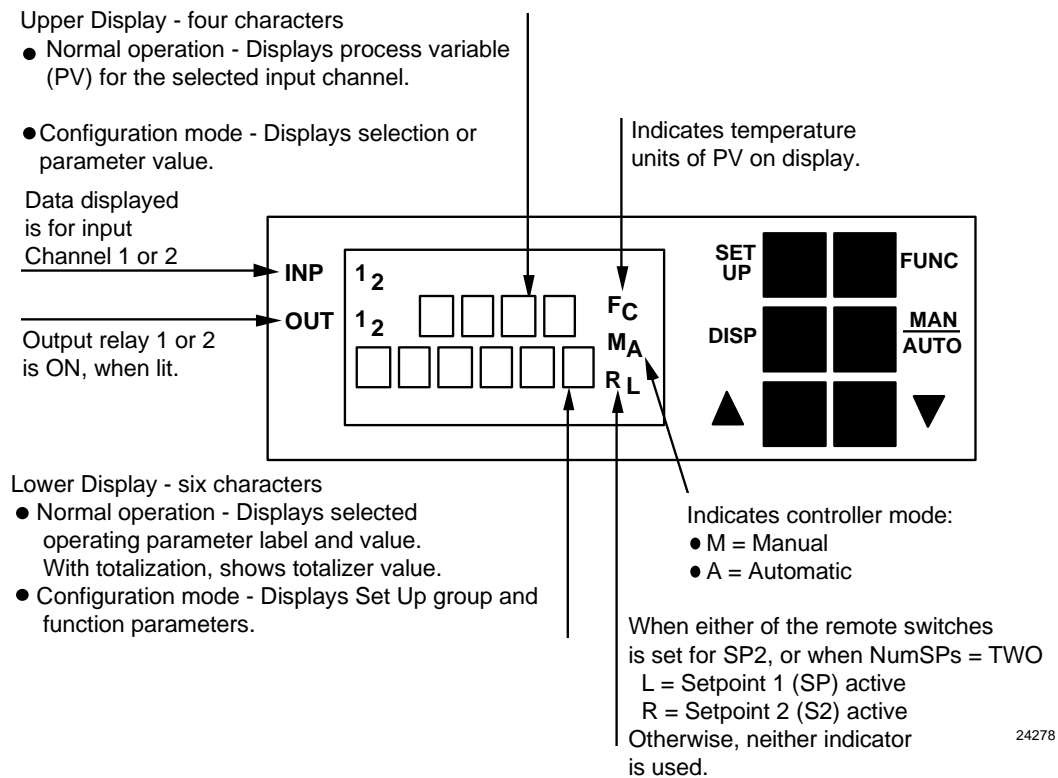 Upper Display - four characters
● Normal operation - Displays process variable
(PV) for the selected input channel.
● Configuration mode - Displays selection or
parameter value.
Indicates temperature
units of PV on display.
Data displayed
is for input
Channel 1 or 2
Output relay 1 or 2
is ON, when lit.
INP 1 2
OUT 1 2
F C
M A
R L
SET
UP
FUNC
DISP
MAN
AUTO
Lower Display - six characters
● Normal operation - Displays selected
operating parameter label and value.
With totalization, shows totalizer value.
● Configuration mode - Displays Set Up group and
function parameters.
Indicates controller mode:
● M = Manual
● A = Automatic
When either of the remote switches
is set for SP2, or when NumSPs = TWO
L = Setpoint 1 (SP) active
R = Setpoint 2 (S2) active
Otherwise, neither indicator
is used.
24278